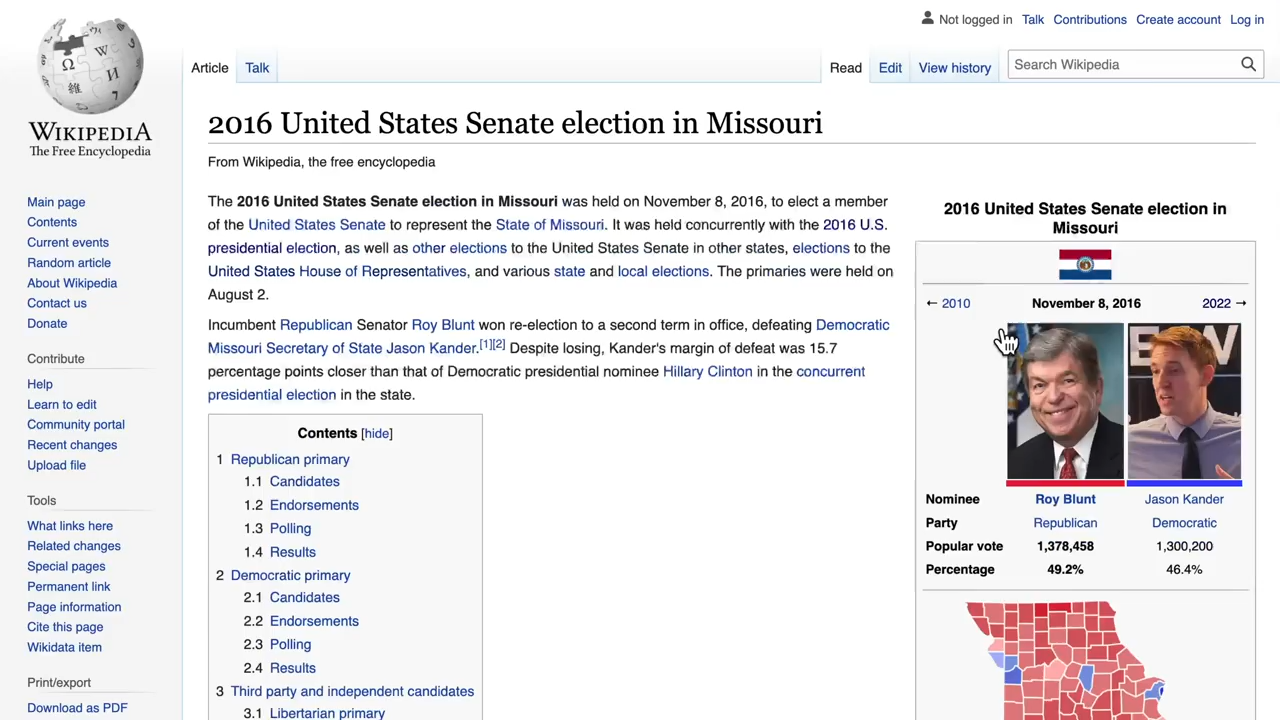 Not logged in Talk Contributions Create account Log in
Article Talk Read Edit View history Search Wikipedia
WIKIPEDIA
The Free Encyclopedia
Main page
Contents
Current events
Random article
About Wikipedia
Contact us
Donate
Contribute
Help
Learn to edit
Community portal
Recent changes
Upload file
Tools
What links here
Related changes
Special pages
Permanent link
Page information
Cite this page
Wikidata item
Print/export
Download as PDF
2016 United States Senate election in Missouri
From Wikipedia, the free encyclopedia
The 2016 United States Senate election in Missouri was held on November 8, 2016, to elect a member
of the United States Senate to represent the State of Missouri. It was held concurrently with the 2016 U.S.
presidential election, as well as other elections to the United States Senate in other states, elections to the
United States House of Representatives, and various state and local elections. The primaries were held on
August 2.
Incumbent Republican Senator Roy Blunt won re-election to a second term in office, defeating Democratic
Missouri Secretary of State Jason Kander.[1][2] Despite losing, Kander's margin of defeat was 15.7
percentage points closer than that of Democratic presidential nominee Hillary Clinton in the concurrent
presidential election in the state.
Contents [hide]
1 Republican primary
1.1 Candidates
1.2 Endorsements
1.3 Polling
1.4 Results
2 Democratic primary
2.1 Candidates
2.2 Endorsements
2.3 Polling
2.4 Results
3 Third party and independent candidates
3.1 Libertarian primary
2016 United States Senate election in
Missouri
← 2010 November 8, 2016 2022 →
Nominee Roy Blunt Jason Kander
Party Republican Democratic
Popular vote 1,378,458 1,300,200
Percentage 49.2% 46.4%